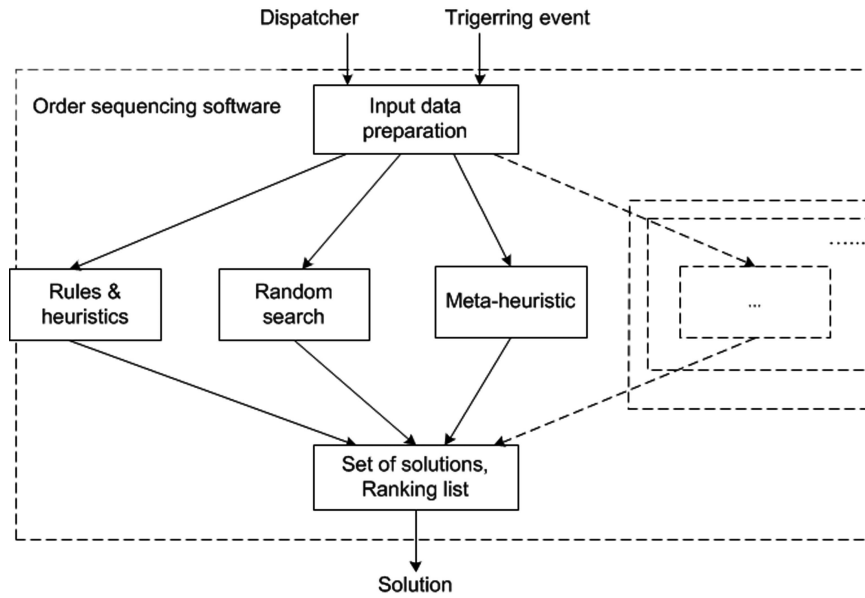 Dispatcher
Trigerring event
Order sequencing software
Input data
preparation
.......
Rules &
heuristics
Random
search
Meta-heuristic
...
Set of solutions,
Ranking list
Solution